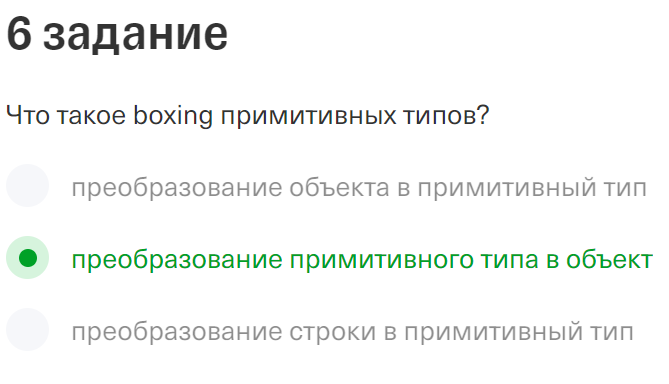 6 задание
Что такое boxing примитивных типов?
преобразование объекта в примитивный тип
преобразование примитивного типа в объект
преобразование строки в примитивный тип